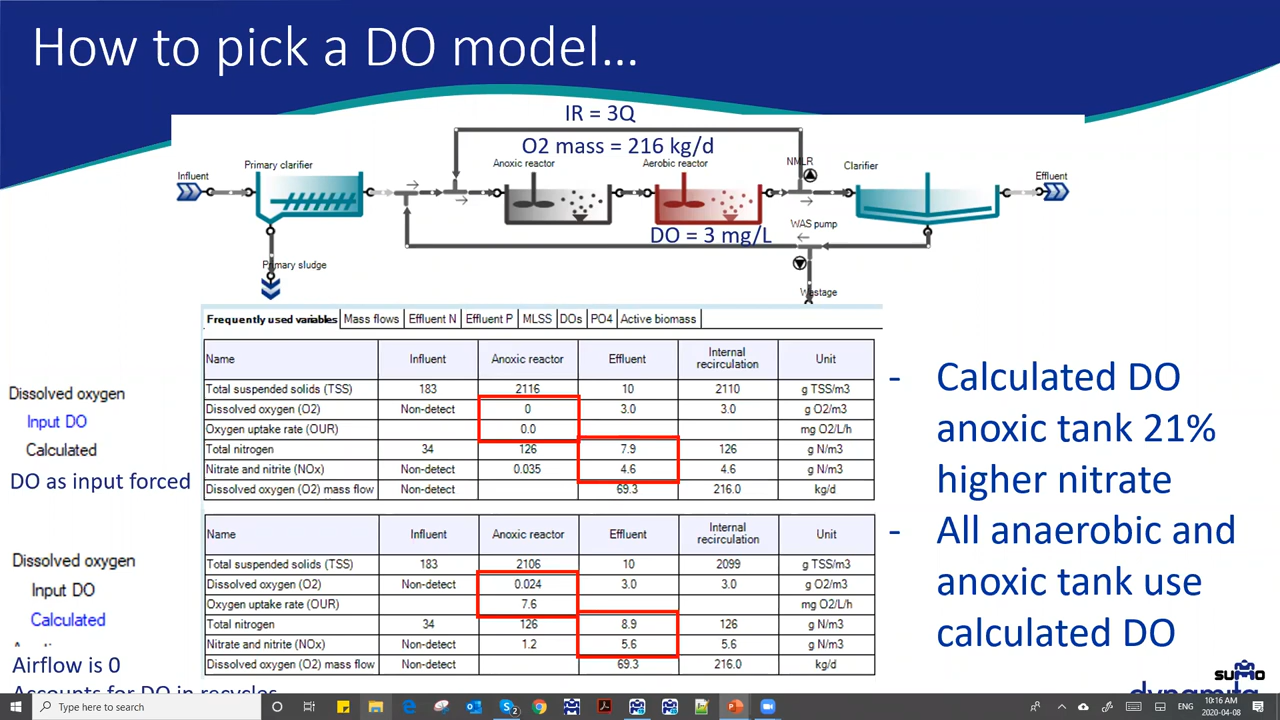 How to pick a DO model...
IR = 3Q
O2 mass = 216 kg/d
Primary clarifier
Anoxic reactor
Aerobic reactor
NMLR
Clarifier
Influent
Effluent
WAS pump
DO = 3 mg/L
Primary sludge
Wastage
Frequently used variables Mass flows Effluent N Effluent P MLSS DOs PO4 Active biomass
Name Influent Anoxic reactor Effluent Internal recirculation Unit
Total suspended solids (TSS) 183 2116 10 2110 g TSS/m3
Dissolved oxygen (O2) Non-detect 0 3.0 3.0 g O2/m3
Oxygen uptake rate (OUR) 0.0 mg O2/L/h
Total nitrogen 34 126 7.9 126 g N/m3
Nitrate and nitrite (NOx) Non-detect 0.035 4.6 4.6 g N/m3
Dissolved oxygen (O2) mass flow Non-detect 69.3 216.0 kg/d
Dissolved oxygen
Input DO
Calculated
DO as input forced
Name Influent Anoxic reactor Effluent Internal recirculation Unit
Total suspended solids (TSS) 183 2106 10 2099 g TSS/m3
Dissolved oxygen (O2) Non-detect 0.024 3.0 3.0 g O2/m3
Oxygen uptake rate (OUR) 7.6 mg O2/L/h
Total nitrogen 34 126 8.9 126 g N/m3
Nitrate and nitrite (NOx) Non-detect 1.2 5.6 5.6 g N/m3
Dissolved oxygen (O2) mass flow Non-detect 69.3 216.0 kg/d
Dissolved oxygen
Input DO
Calculated
Airflow is 0
Accounts for DO in recycles
- Calculated DO
anoxic tank 21%
higher nitrate
- All anaerobic and
anoxic tank use
calculated DO
sumo
dynamita
Type here to search
ENG
10:16 AM
2020-04-08